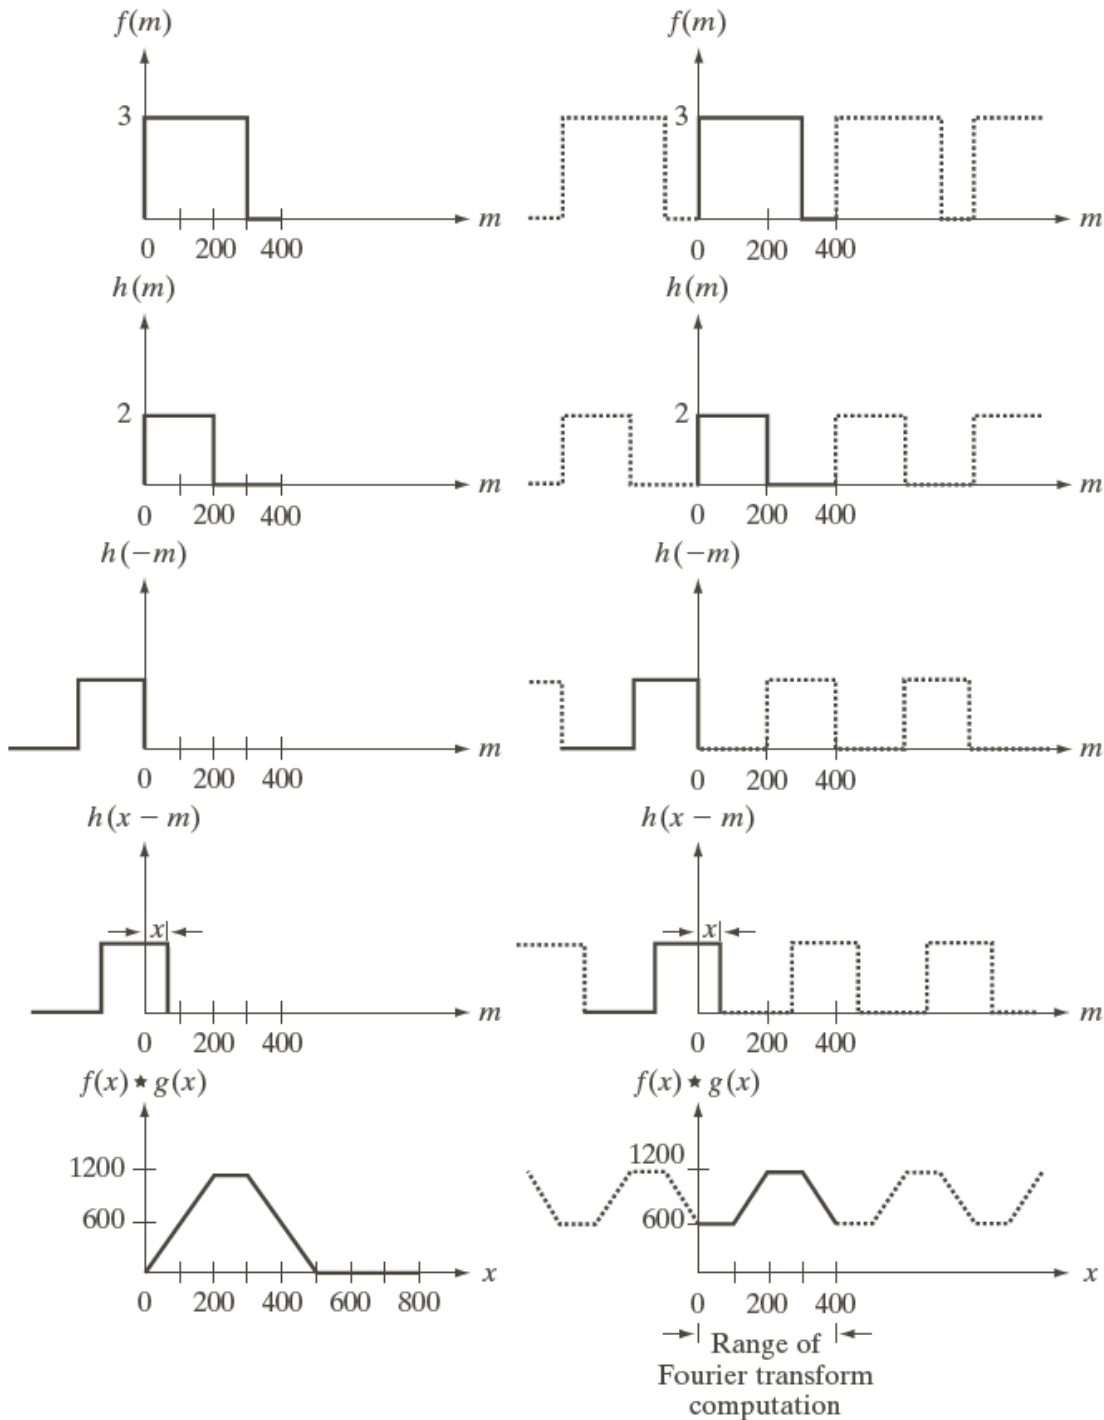 f(m)
3
m
0 200 400
f(m)
3
m
0 200 400
h(m)
2
m
0 200 400
h(m)
2
m
0 200 400
h(−m)
m
0 200 400
h(−m)
m
0 200 400
h(x − m)
x
m
0 200 400
h(x − m)
x
m
0 200 400
f(x) ★ g(x)
1200
600
x
0 200 400 600 800
f(x) ★ g(x)
1200
600
x
0 200 400
Range of
Fourier transform
computation